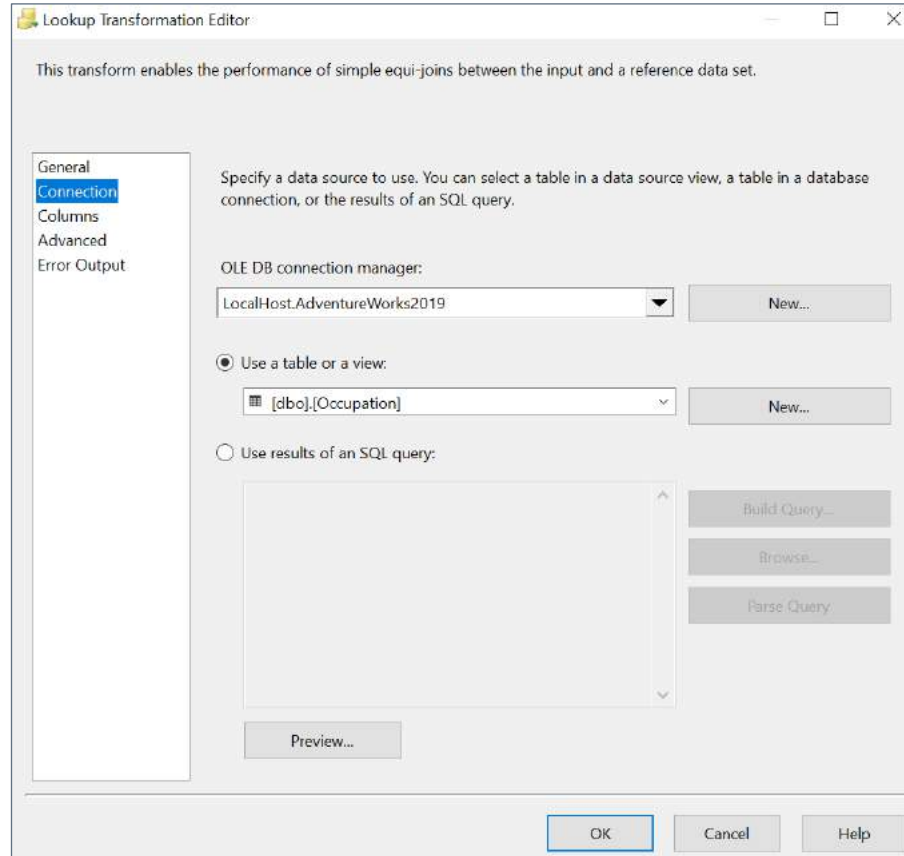 Lookup Transformation Editor
This transform enables the performance of simple equi-joins between the input and a reference data set.
General
Connection
Columns
Advanced
Error Output
Specify a data source to use. You can select a table in a data source view, a table in a database
connection, or the results of an SQL query.
OLE DB connection manager:
LocalHost.AdventureWorks2019
New...
Use a table or a view:
[dbo].[Occupation]
New...
Use results of an SQL query:
Build Query...
Browse...
Parse Query
Preview...
OK
Cancel
Help